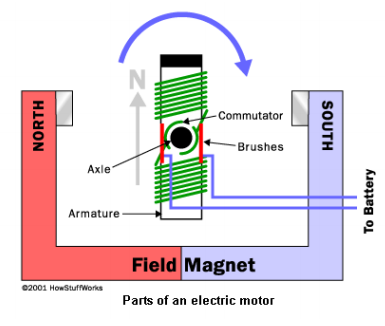 N
Commutator
NORTH
SOUTH
Brushes
Axle
Armature
To Battery
Field Magnet
©2001 HowStuffWorks
Parts of an electric motor